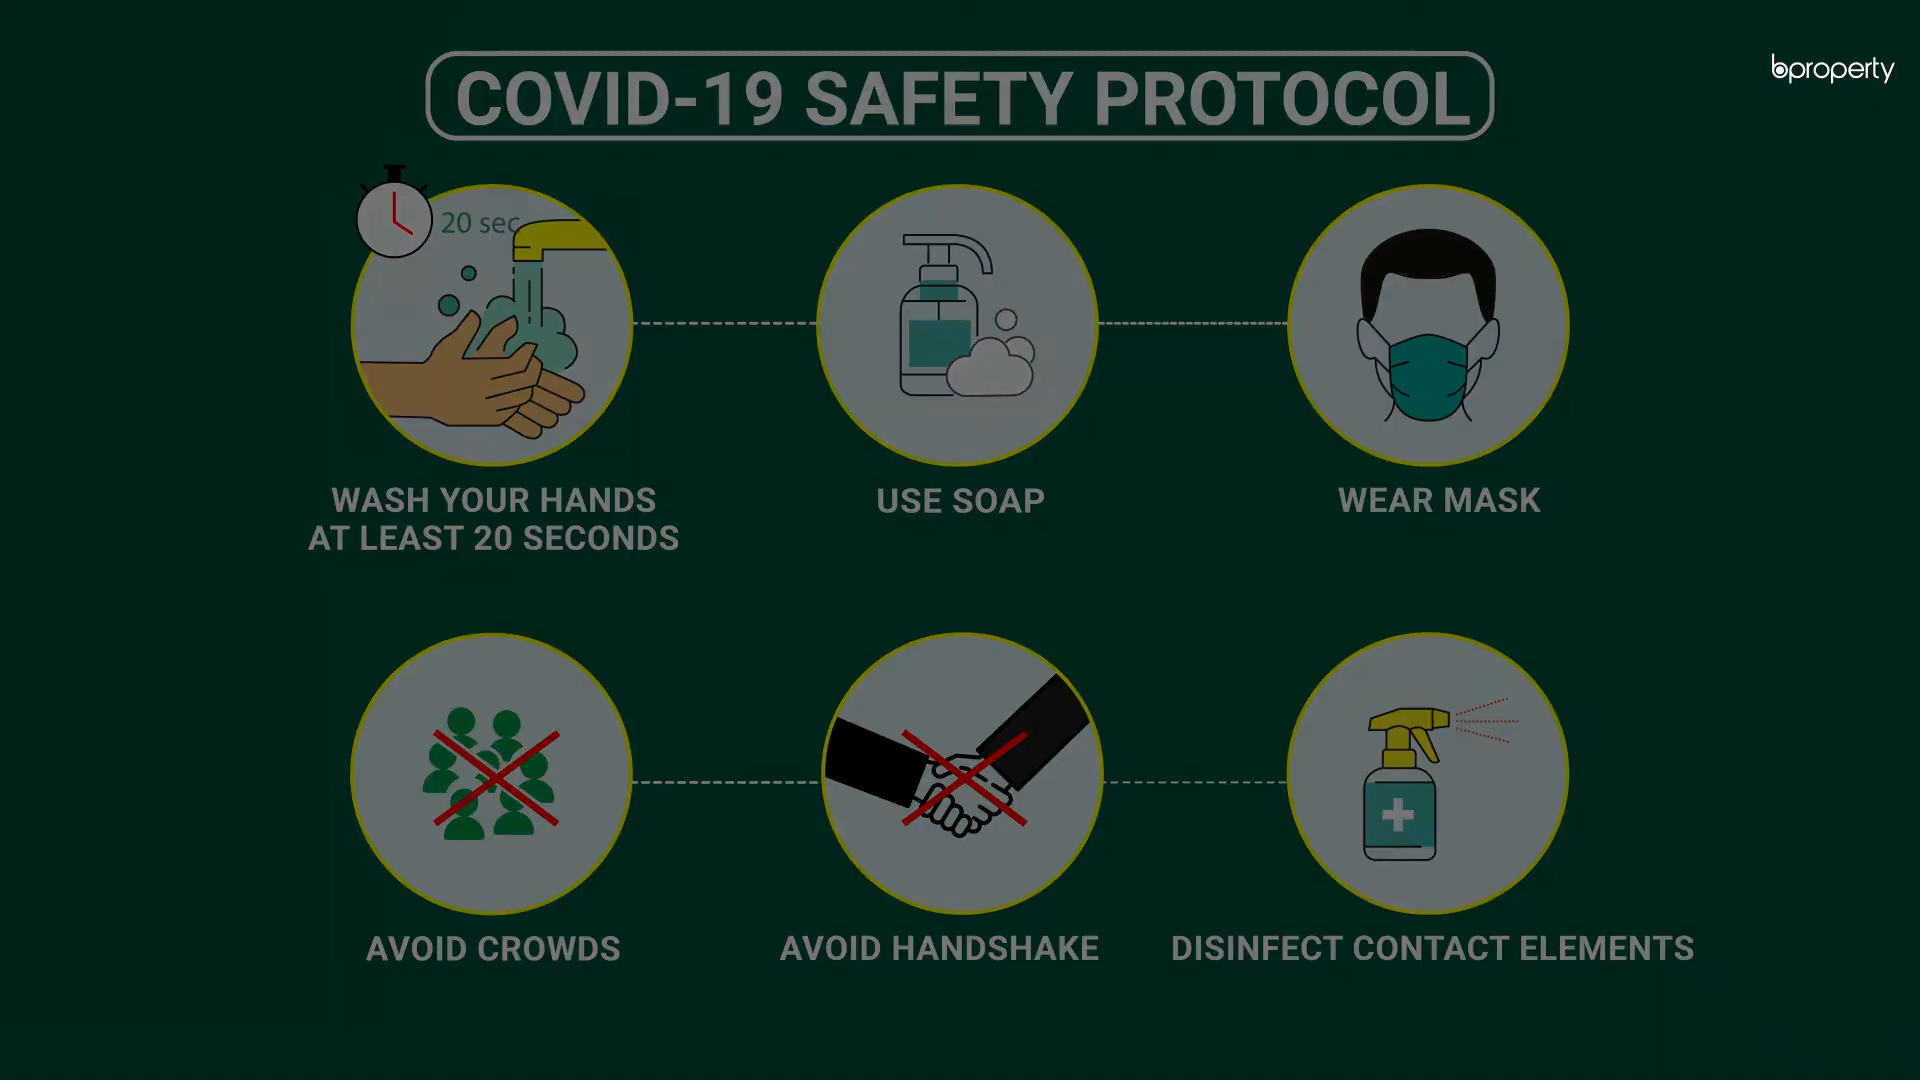 COVID-19 SAFETY PROTOCOL
bproperty
20 sec
WASH YOUR HANDS
AT LEAST 20 SECONDS
USE SOAP
WEAR MASK
AVOID CROWDS
AVOID HANDSHAKE
DISINFECT CONTACT ELEMENTS